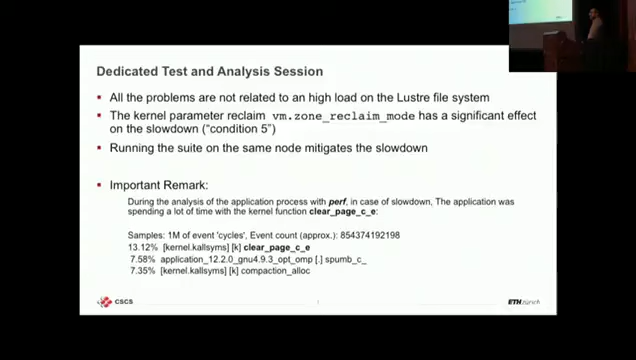 Dedicated Test and Analysis Session
▪ All the problems are not related to an high load on the Lustre file system
▪ The kernel parameter reclaim vm.zone_reclaim_mode has a significant effect
on the slowdown ("condition 5")
▪ Running the suite on the same node mitigates the slowdown
▪ Important Remark:
During the analysis of the application process with perf, in case of slowdown, The application was
spending a lot of time with the kernel function clear_page_c_e:
Samples: 1M of event 'cycles', Event count (approx.): 854374192198
13.12% [kernel.kallsyms] [k] clear_page_c_e
7.58% application_12.2.0_gnu4.9.3_opt_omp [.] spumb_c_
7.35% [kernel.kallsyms] [k] compaction_alloc
CSCS
ETH zürich